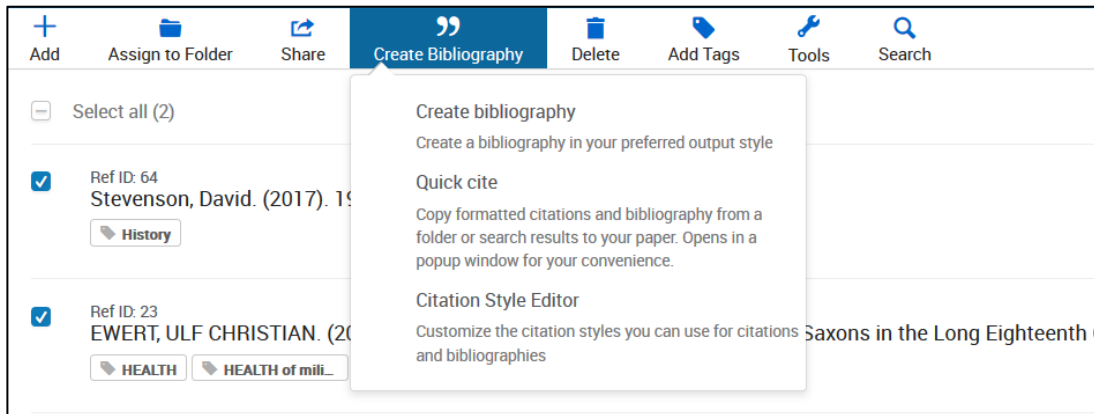 Add
Assign to Folder
Share
Create Bibliography
Delete
Add Tags
Tools
Search
Select all (2)
Create bibliography
Create a bibliography in your preferred output style
Quick cite
Copy formatted citations and bibliography from a
folder or search results to your paper. Opens in a
popup window for your convenience.
Citation Style Editor
Customize the citation styles you can use for citations
and bibliographies
Ref ID: 64
Stevenson, David. (2017). 19
History
Ref ID: 23
EWERT, ULF CHRISTIAN. (20 Saxons in the Long Eighteenth
HEALTH
HEALTH of mili...